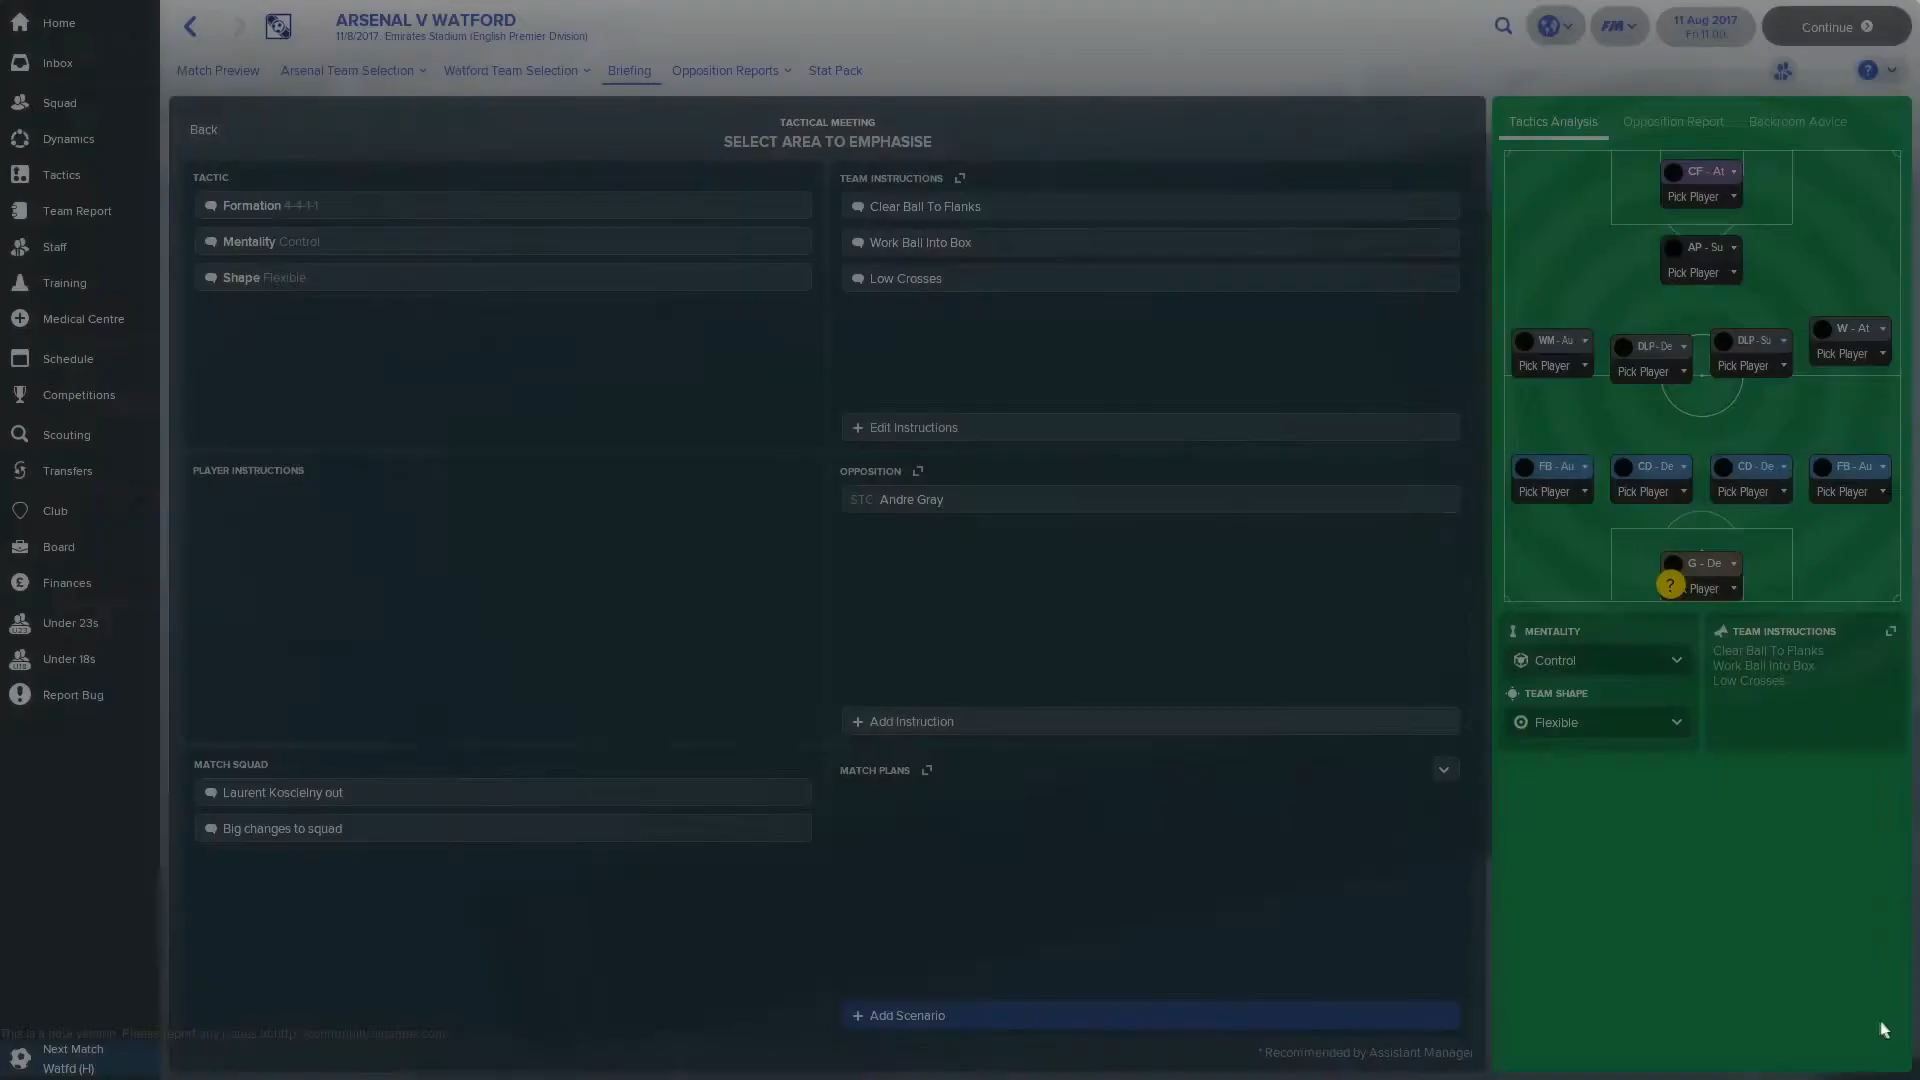 Home
Inbox
Squad
Dynamics
Tactics
Team Report
Staff
Training
Medical Centre
Schedule
Competitions
Scouting
Transfers
Club
Board
Finances
Under 23s
Under 18s
Report Bug
Next Match
Watfd (H)
ARSENAL V WATFORD
11/8/2017. Emirates Stadium (English Premier Division)
FM
11 Aug 2017
Fri 11:00
Continue
Match Preview Arsenal Team Selection Watford Team Selection Briefing Opposition Reports Stat Pack
Back
TACTICAL MEETING
SELECT AREA TO EMPHASISE
TACTIC
Formation 4-4-1-1
Mentality Control
Shape Flexible
TEAM INSTRUCTIONS
Clear Ball To Flanks
Work Ball Into Box
Low Crosses
+ Edit Instructions
PLAYER INSTRUCTIONS
OPPOSITION
STC Andre Gray
+ Add Instruction
MATCH SQUAD
Laurent Koscielny out
Big changes to squad
MATCH PLANS
+ Add Scenario
* Recommended by Assistant Manager
Tactics Analysis Opposition Report Backroom Advice
CF - At
Pick Player
AP - Su
Pick Player
WM - Au DLP - De DLP - Su W - At
Pick Player Pick Player Pick Player Pick Player
FB - Au CD - De CD - De FB - Au
Pick Player Pick Player Pick Player Pick Player
G - De
? Player
MENTALITY
Control
TEAM SHAPE
Flexible
TEAM INSTRUCTIONS
Clear Ball To Flanks
Work Ball Into Box
Low Crosses